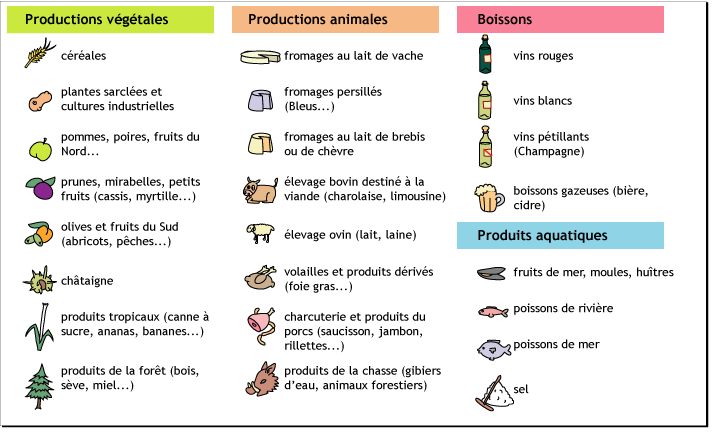 Productions végétales
céréales
plantes sarclées et
cultures industrielles
pommes, poires, fruits du
Nord...
prunes, mirabelles, petits
fruits (cassis, myrtille...)
olives et fruits du Sud
(abricots, pêches...)
châtaigne
produits tropicaux (canne à
sucre, ananas, bananes...)
produits de la forêt (bois,
sève, miel...)
Productions animales
fromages au lait de vache
fromages persillés
(Bleus...)
fromages au lait de brebis
ou de chèvre
élevage bovin destiné à la
viande (charolaise, limousine)
élevage ovin (lait, laine)
volailles et produits dérivés
(foie gras...)
charcuterie et produits du
porcs (saucisson, jambon,
rillettes...)
produits de la chasse (gibiers
d'eau, animaux forestiers)
Boissons
vins rouges
vins blancs
vins pétillants
(Champagne)
boissons gazeuses (bière,
cidre)
Produits aquatiques
fruits de mer, moules, huîtres
poissons de rivière
poissons de mer
sel